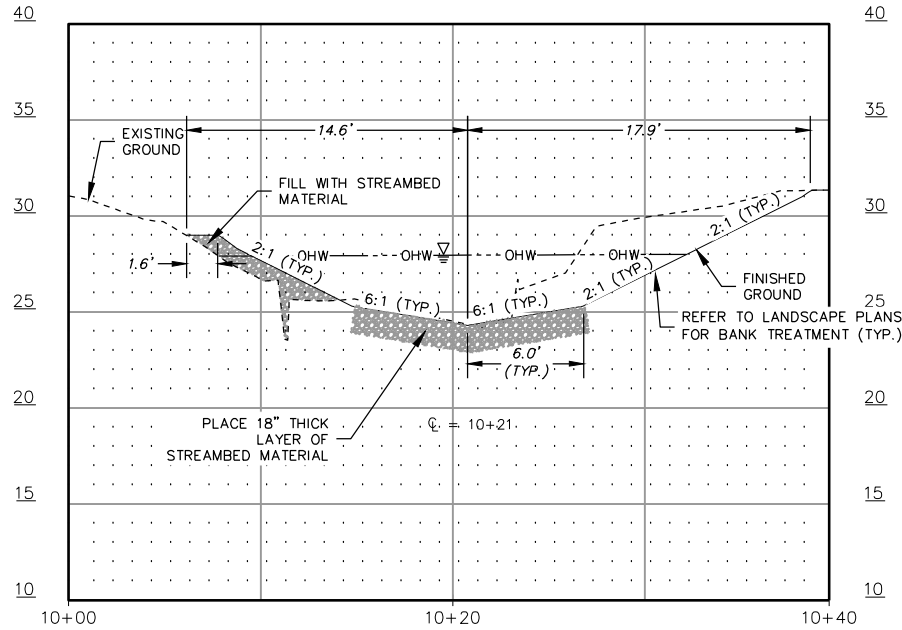 40
40
35
35
14.6'
17.9'
EXISTING
GROUND
FILL WITH STREAMBED
MATERIAL
30
30
2:1 (TYP.)
1.6'
2:1 (TYP.)
OHW
OHW
OHW
OHW
FINISHED
GROUND
25
25
6:1 (TYP.)
6:1 (TYP.)
2:1 (TYP.)
REFER TO LANDSCAPE PLANS
FOR BANK TREATMENT (TYP.)
6.0'
(TYP.)
20
20
PLACE 18" THICK
LAYER OF
STREAMBED MATERIAL
℄ = 10+21
15
15
10
10
10+00
10+20
10+40